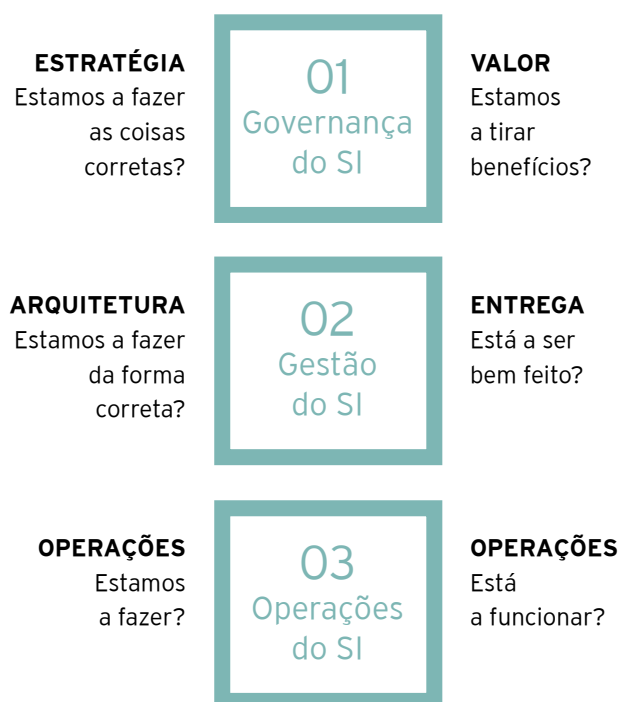 ESTRATÉGIA
Estamos a fazer
as coisas
corretas?
01
Governança
do SI
VALOR
Estamos
a tirar
benefícios?
ARQUITETURA
Estamos a fazer
da forma
correta?
02
Gestão
do SI
ENTREGA
Está a ser
bem feito?
OPERAÇÕES
Estamos
a fazer?
03
Operações
do SI
OPERAÇÕES
Está
a funcionar?